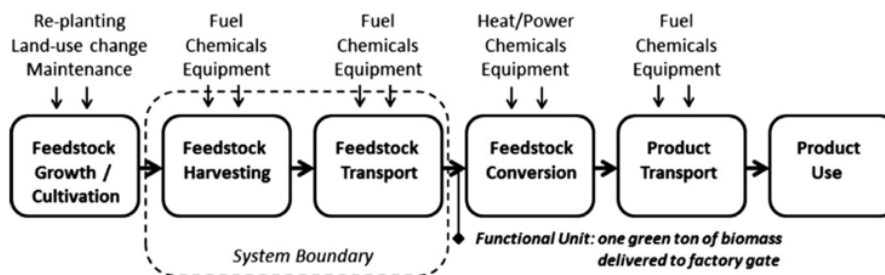 Re-planting
Land-use change
Maintenance
Fuel
Chemicals
Equipment
Fuel
Chemicals
Equipment
Heat/Power
Chemicals
Equipment
Fuel
Chemicals
Equipment
Feedstock
Growth /
Cultivation
Feedstock
Harvesting
Feedstock
Transport
Feedstock
Conversion
Product
Transport
Product
Use
System Boundary
Functional Unit: one green ton of biomass
delivered to factory gate